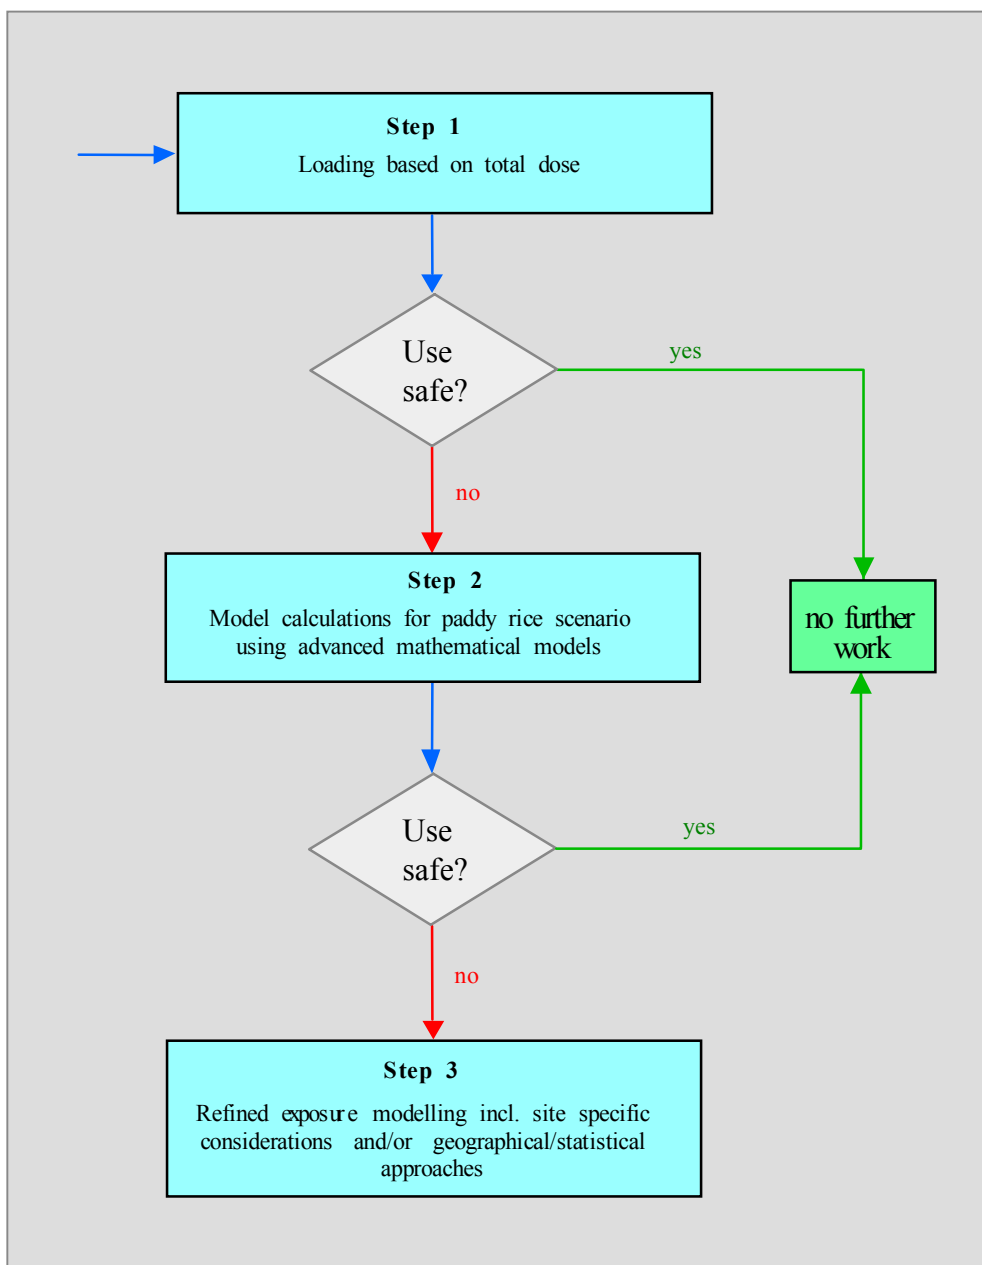 Step 1
Loading based on total dose
Use
safe?
yes
no
Step 2
Model calculations for paddy rice scenario
using advanced mathematical models
no further
work
Use
safe?
yes
no
Step 3
Refined exposure modelling incl. site specific
considerations and/or geographical/statistical
approaches